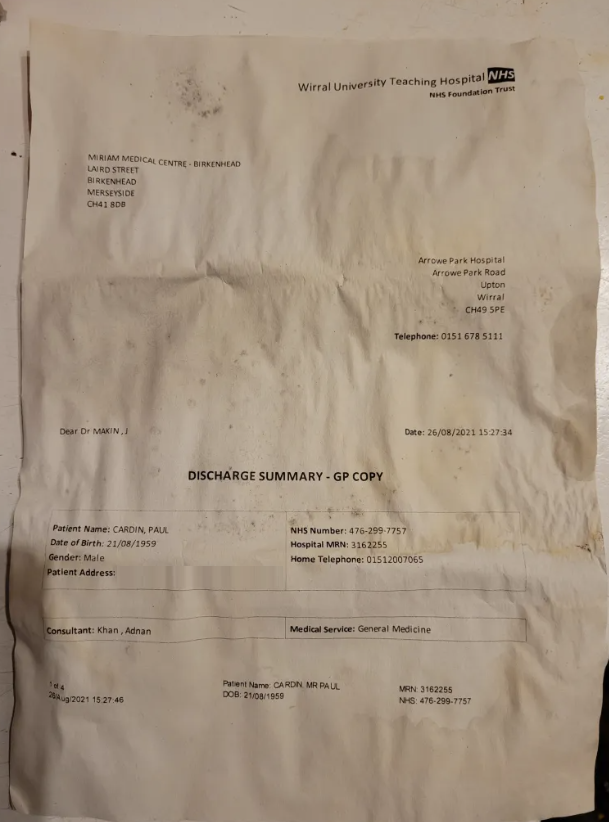 Wirral University Teaching Hospital NHS
NHS Foundation Trust
MIRIAM MEDICAL CENTRE - BIRKENHEAD
LAIRD STREET
BIRKENHEAD
MERSEYSIDE
CH41 8DB
Arrowe Park Hospital
Arrowe Park Road
Upton
Wirral
CH49 5PE
Telephone: 0151 678 5111
Dear Dr MAKIN , J
Date: 26/08/2021 15:27:34
DISCHARGE SUMMARY - GP COPY
Patient Name: CARDIN, PAUL
Date of Birth: 21/08/1959
Gender: Male
Patient Address:
NHS Number: 476-299-7757
Hospital MRN: 3162255
Home Telephone: 01512007065
Consultant: Khan , Adnan
Medical Service: General Medicine
1 of 4
26/Aug/2021 15:27:46
Patient Name: CARDIN, MR PAUL
DOB: 21/08/1959
MRN: 3162255
NHS: 476-299-7757